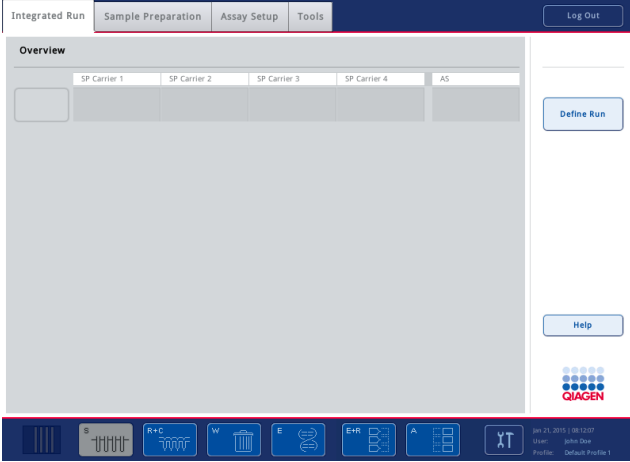 Integrated Run Sample Preparation Assay Setup Tools Log Out
Overview
SP Carrier 1 SP Carrier 2 SP Carrier 3 SP Carrier 4 AS
Define Run
Help
QIAGEN
S R+C W E E+R A
Jan 21, 2015 | 08:12:07
User: John Doe
Profile: Default Profile 1